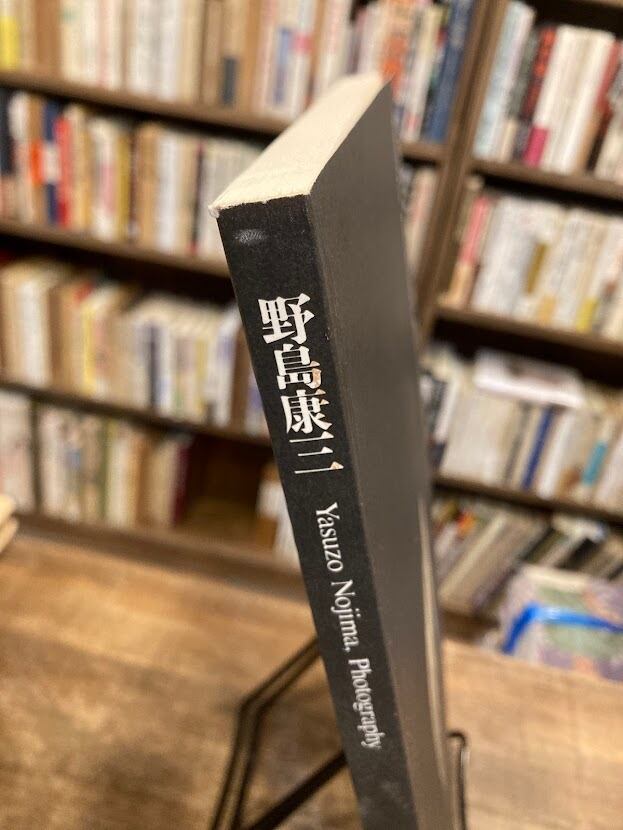 野島康三
Yasuzo Nojima, Photography